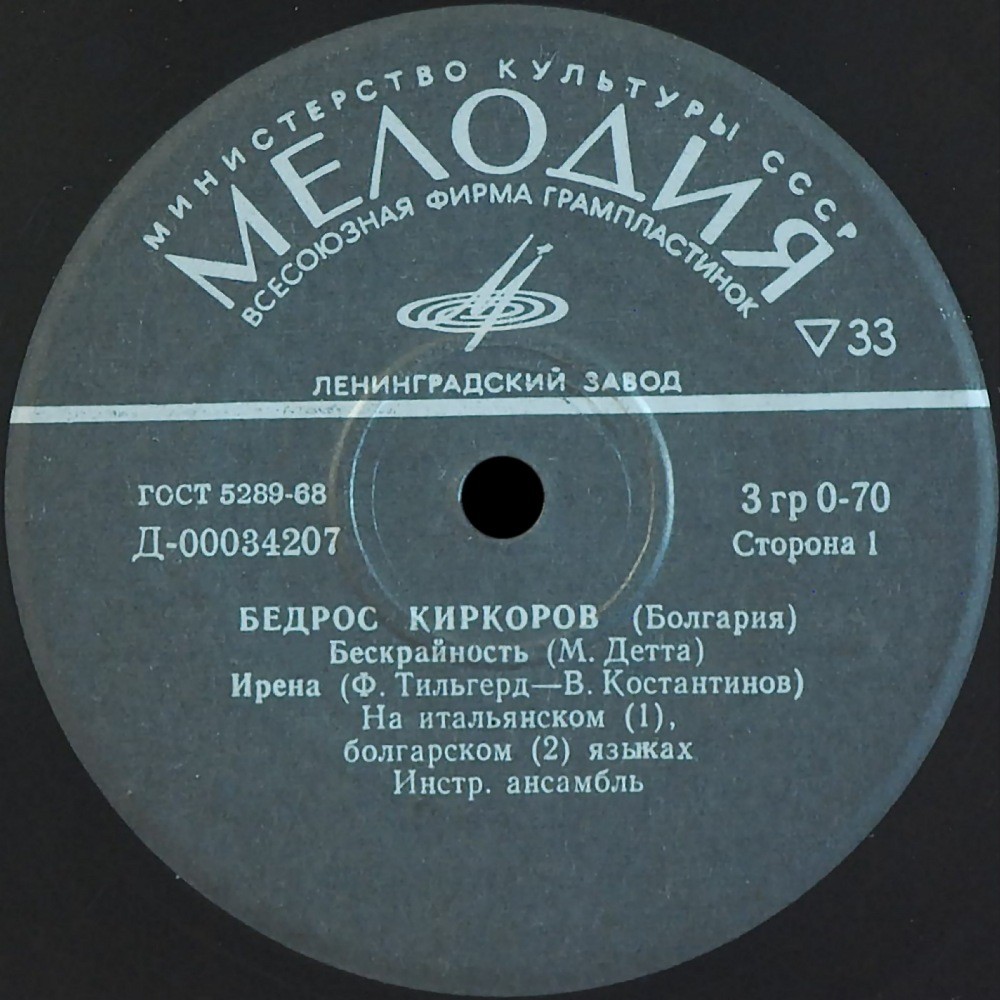 МИНИСТЕРСТВО КУЛЬТУРЫ СССР
МЕЛОДИЯ
ВСЕСОЮЗНАЯ ФИРМА ГРАМПЛАСТИНОК
33
ЛЕНИНГРАДСКИЙ ЗАВОД
ГОСТ 5289-68
Д-00034207
3 гр 0-70
Сторона 1
БЕДРОС КИРКОРОВ (Болгария)
Бескрайность (М. Детта)
Ирена (Ф. Тильгерд—В. Костантинов)
На итальянском (1),
болгарском (2) языках
Инстр. ансамбль